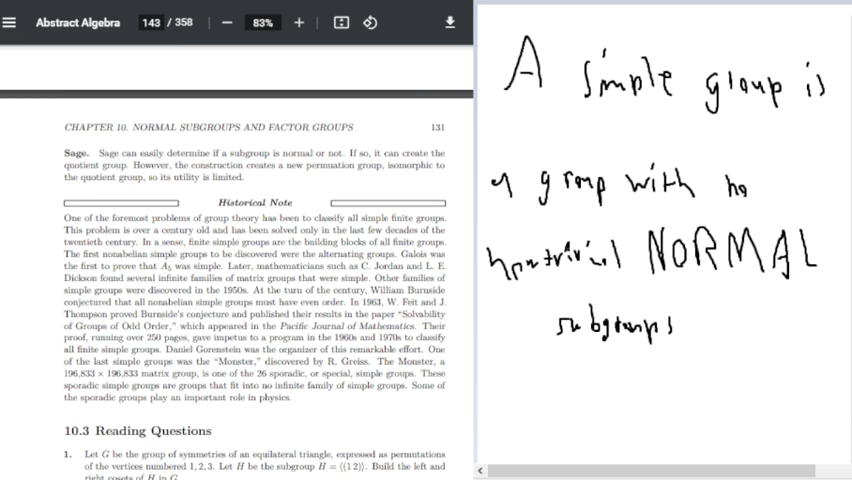 Abstract Algebra
143 / 358
83%
CHAPTER 10. NORMAL SUBGROUPS AND FACTOR GROUPS 131
Sage. Sage can easily determine if a subgroup is normal or not. If so, it can create the
quotient group. However, the construction creates a new permuation group, isomorphic to
the quotient group, so its utility is limited.
Historical Note
One of the foremost problems of group theory has been to classify all simple finite groups.
This problem is over a century old and has been solved only in the last few decades of the
twentieth century. In a sense, finite simple groups are the building blocks of all finite groups.
The first nonabelian simple groups to be discovered were the alternating groups. Galois was
the first to prove that A₅ was simple. Later, mathematicians such as C. Jordan and L. E.
Dickson found several infinite families of matrix groups that were simple. Other families of
simple groups were discovered in the 1950s. At the turn of the century, William Burnside
conjectured that all nonabelian simple groups must have even order. In 1963, W. Feit and J.
Thompson proved Burnside's conjecture and published their results in the paper "Solvability
of Groups of Odd Order," which appeared in the Pacific Journal of Mathematics. Their
proof, running over 250 pages, gave impetus to a program in the 1960s and 1970s to classify
all finite simple groups. Daniel Gorenstein was the organizer of this remarkable effort. One
of the last simple groups was the "Monster," discovered by R. Greiss. The Monster, a
196,833 × 196,833 matrix group, is one of the 26 sporadic, or special, simple groups. These
sporadic simple groups are groups that fit into no infinite family of simple groups. Some of
the sporadic groups play an important role in physics.
10.3 Reading Questions
1. Let G be the group of symmetries of an equilateral triangle, expressed as permutations
of the vertices numbered 1, 2, 3. Let H be the subgroup H = ⟨(1 2)⟩. Build the left and
right cosets of H in G.
A simple group is
a group with no
nontrivial NORMAL
subgroups